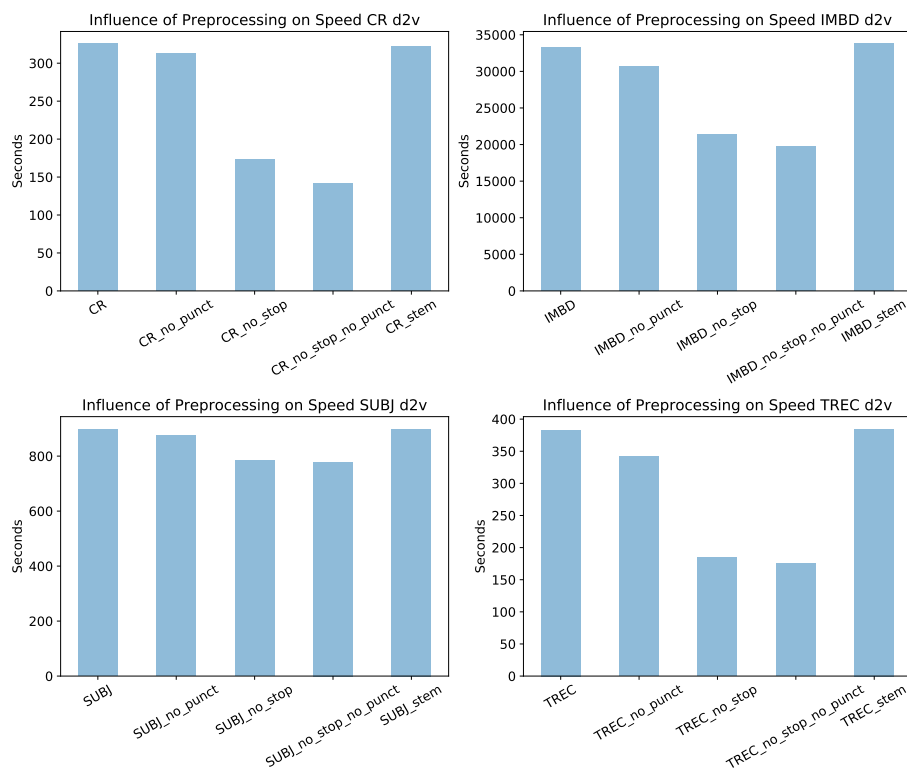 Influence of Preprocessing on Speed CR d2v
Seconds
300
250
200
150
100
50
0
CR
CR_no_punct
CR_no_stop
CR_no_stop_no_punct
CR_stem
Influence of Preprocessing on Speed IMBD d2v
Seconds
35000
30000
25000
20000
15000
10000
5000
0
IMBD
IMBD_no_punct
IMBD_no_stop
IMBD_no_stop_no_punct
IMBD_stem
Influence of Preprocessing on Speed SUBJ d2v
Seconds
800
600
400
200
0
SUBJ
SUBJ_no_punct
SUBJ_no_stop
SUBJ_no_stop_no_punct
SUBJ_stem
Influence of Preprocessing on Speed TREC d2v
Seconds
400
350
300
250
200
150
100
50
0
TREC
TREC_no_punct
TREC_no_stop
TREC_no_stop_no_punct
TREC_stem